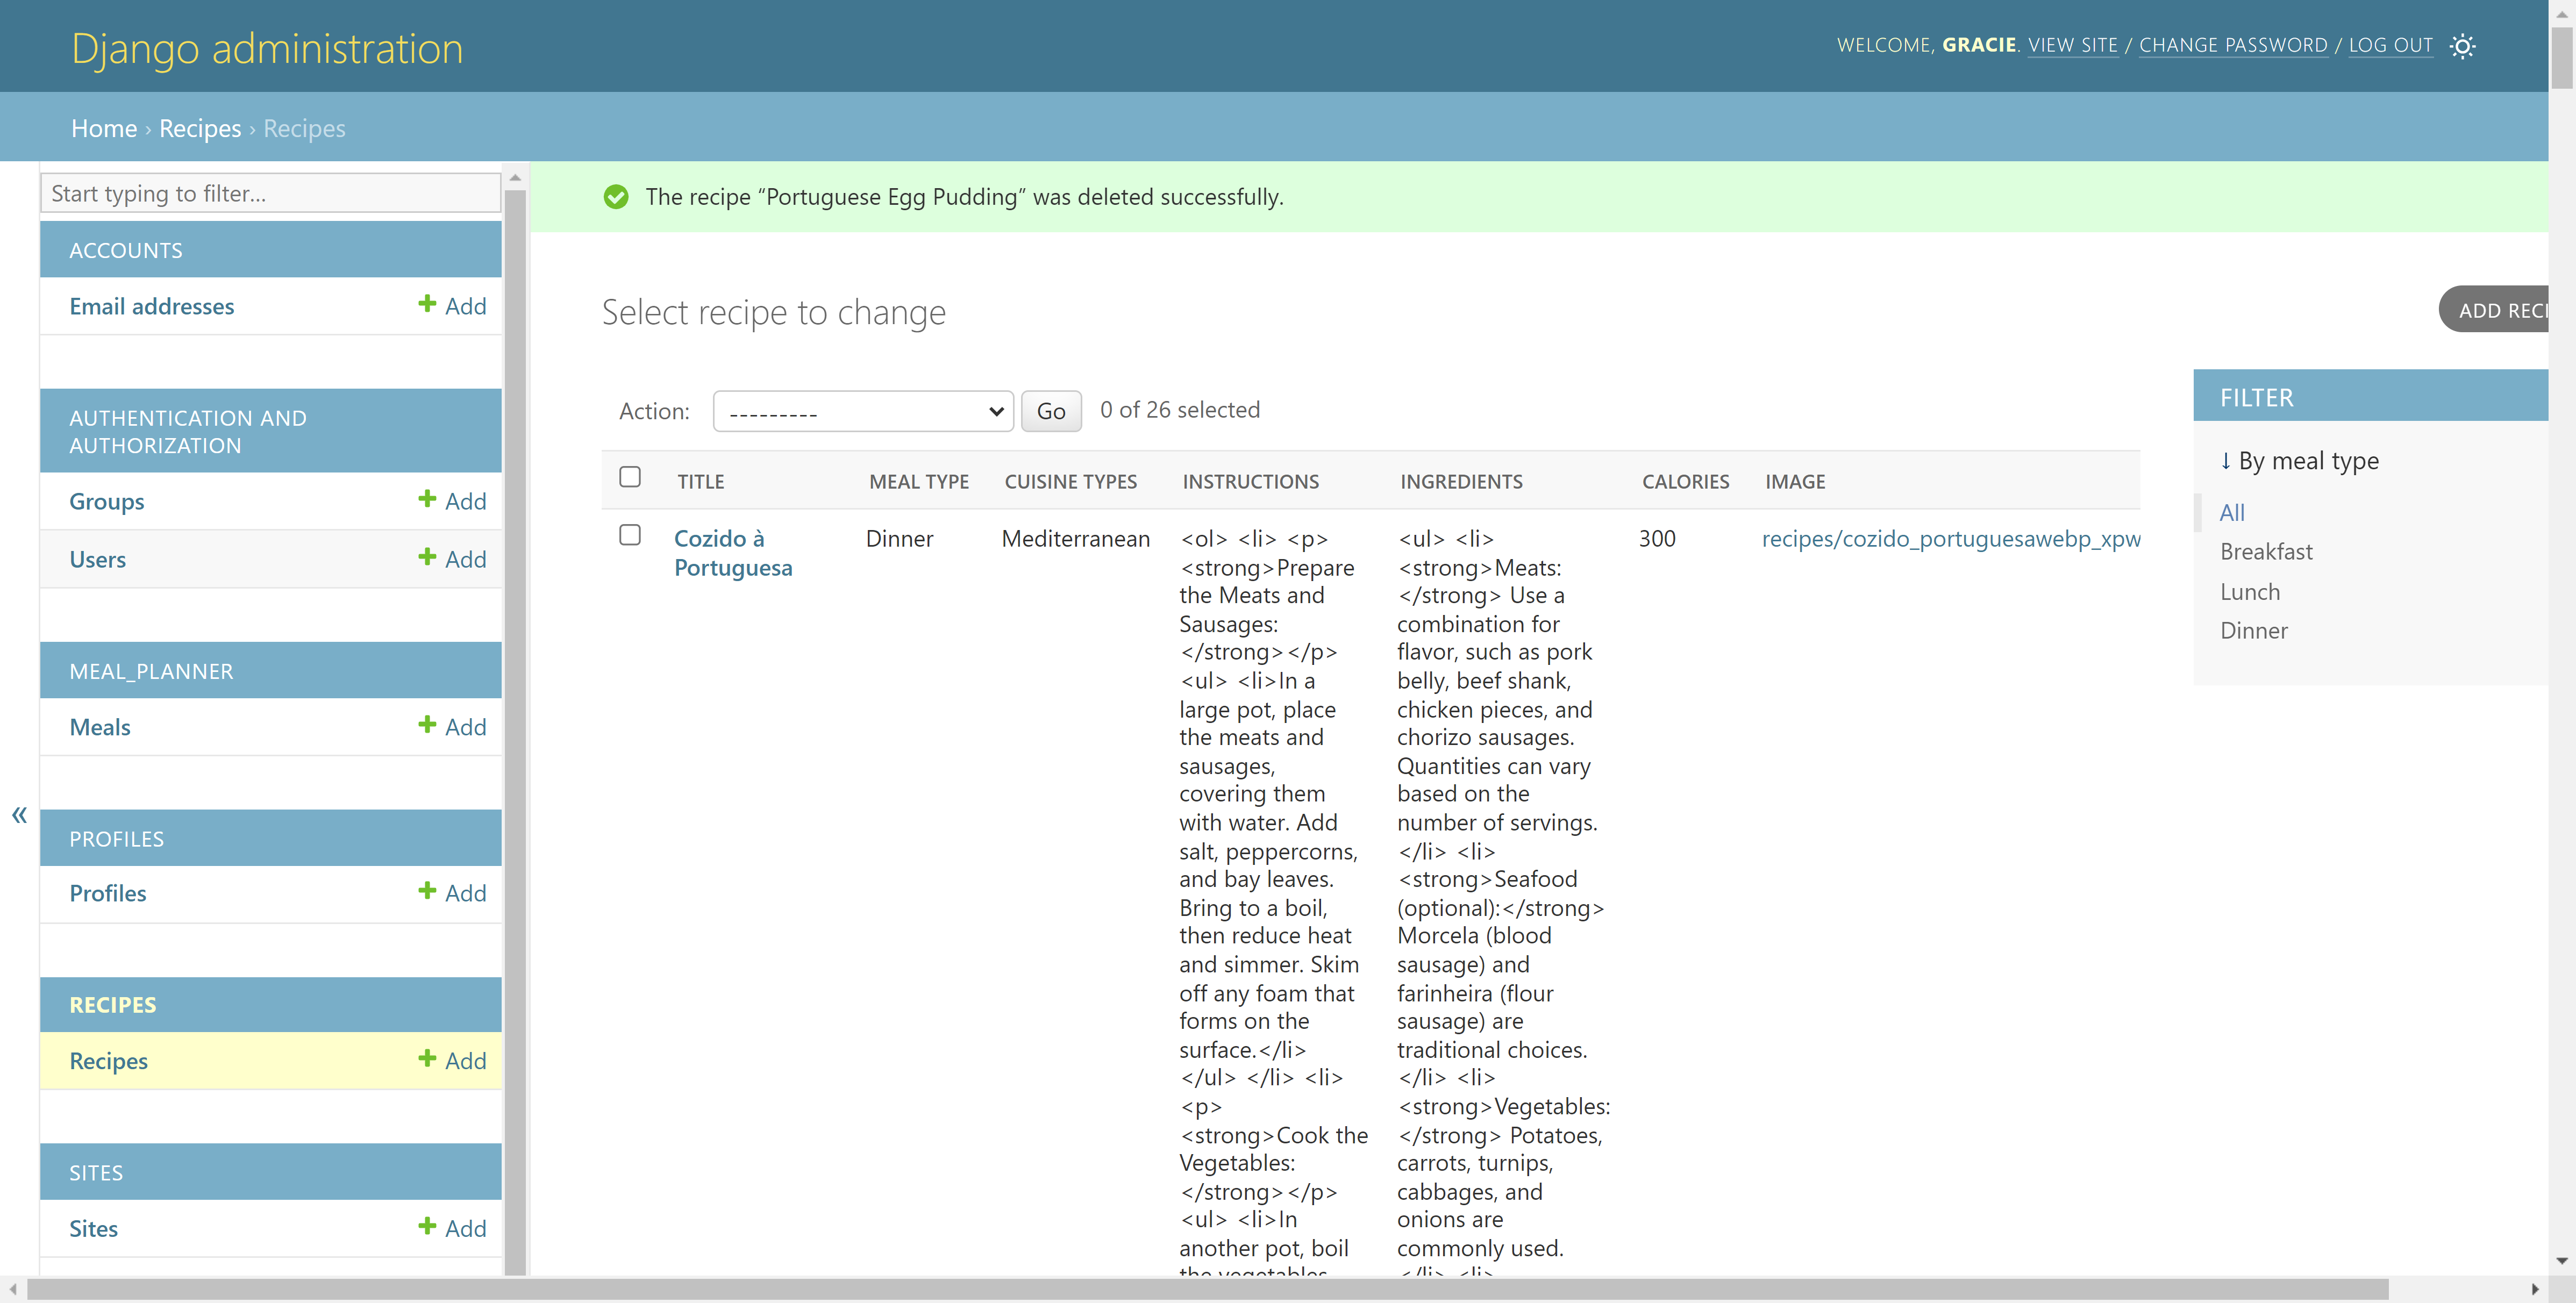 Django administration
WELCOME, GRACIE. VIEW SITE / CHANGE PASSWORD / LOG OUT
Home › Recipes › Recipes
Start typing to filter...
ACCOUNTS
Email addresses
Add
AUTHENTICATION AND
AUTHORIZATION
Groups
Add
Users
Add
MEAL_PLANNER
Meals
Add
«
PROFILES
Profiles
Add
RECIPES
Recipes
Add
SITES
Sites
Add
The recipe “Portuguese Egg Pudding” was deleted successfully.
Select recipe to change
ADD RECI
Action:
---------
Go
0 of 26 selected
TITLE
MEAL TYPE
CUISINE TYPES
INSTRUCTIONS
INGREDIENTS
CALORIES
IMAGE
Cozido à
Portuguesa
Dinner
Mediterranean
<ol> <li> <p>
<strong>Prepare
the Meats and
Sausages:
</strong></p>
<ul> <li>In a
large pot, place
the meats and
sausages,
covering them
with water. Add
salt, peppercorns,
and bay leaves.
Bring to a boil,
then reduce heat
and simmer. Skim
off any foam that
forms on the
surface.</li>
</ul> </li> <li>
<p>
<strong>Cook the
Vegetables:
</strong></p>
<ul> <li>In
another pot, boil
the vegetables
<ul> <li>
<strong>Meats:
</strong> Use a
combination for
flavor, such as pork
belly, beef shank,
chicken pieces, and
chorizo sausages.
Quantities can vary
based on the
number of servings.
</li> <li>
<strong>Seafood
(optional):</strong>
Morcela (blood
sausage) and
farinheira (flour
sausage) are
traditional choices.
</li> <li>
<strong>Vegetables:
</strong> Potatoes,
carrots, turnips,
cabbages, and
onions are
commonly used.
</li> <li>
300
recipes/cozido_portuguesawebp_xpw
FILTER
↓ By meal type
All
Breakfast
Lunch
Dinner